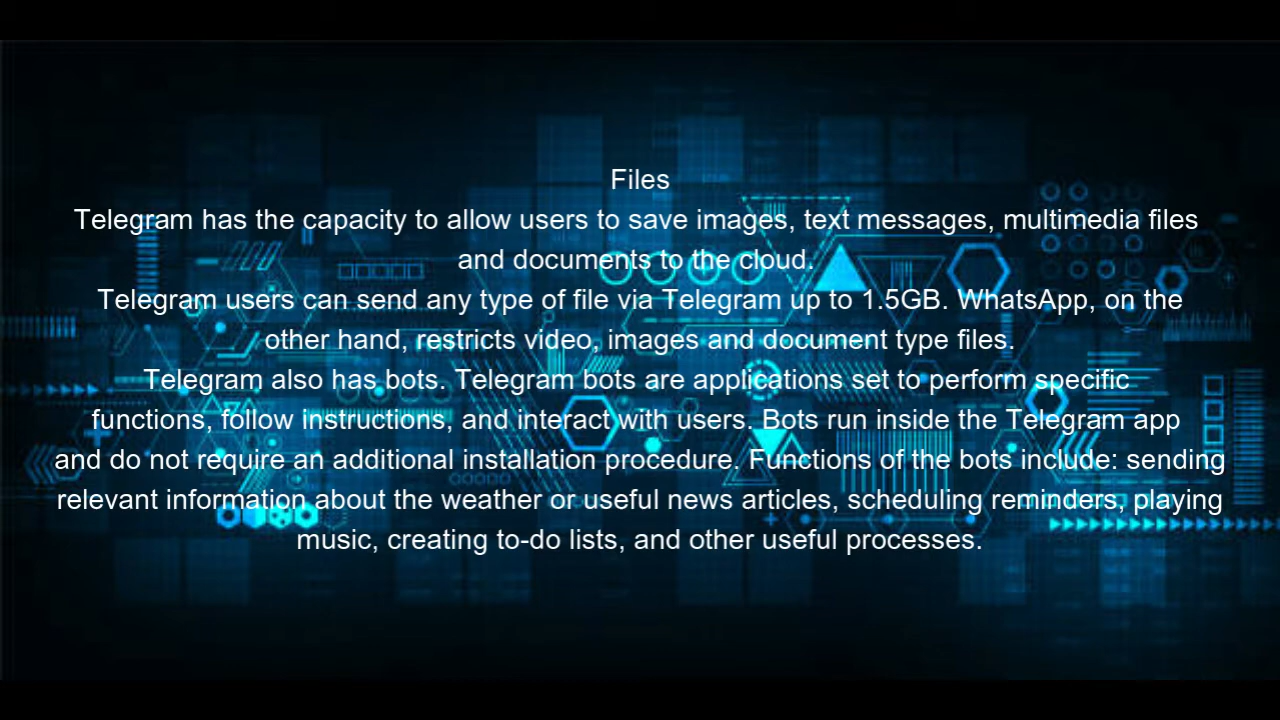 Files
Telegram has the capacity to allow users to save images, text messages, multimedia files
and documents to the cloud.
Telegram users can send any type of file via Telegram up to 1.5GB. WhatsApp, on the
other hand, restricts video, images and document type files.
Telegram also has bots. Telegram bots are applications set to perform specific
functions, follow instructions, and interact with users. Bots run inside the Telegram app
and do not require an additional installation procedure. Functions of the bots include: sending
relevant information about the weather or useful news articles, scheduling reminders, playing
music, creating to-do lists, and other useful processes.